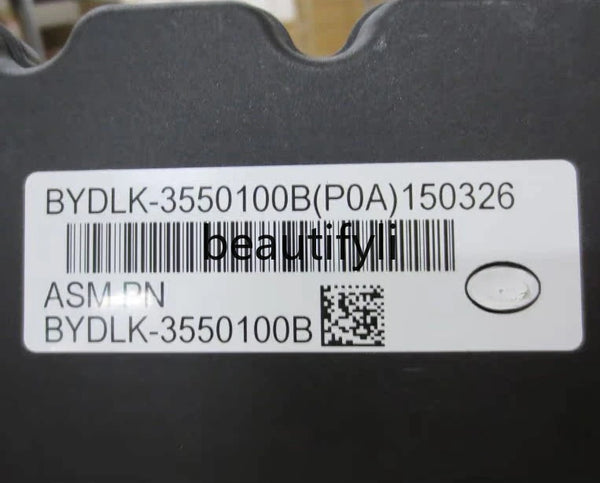 BYDLK-3550100B(P0A)150326
beautifyli
ASM PN
BYDLK-3550100B